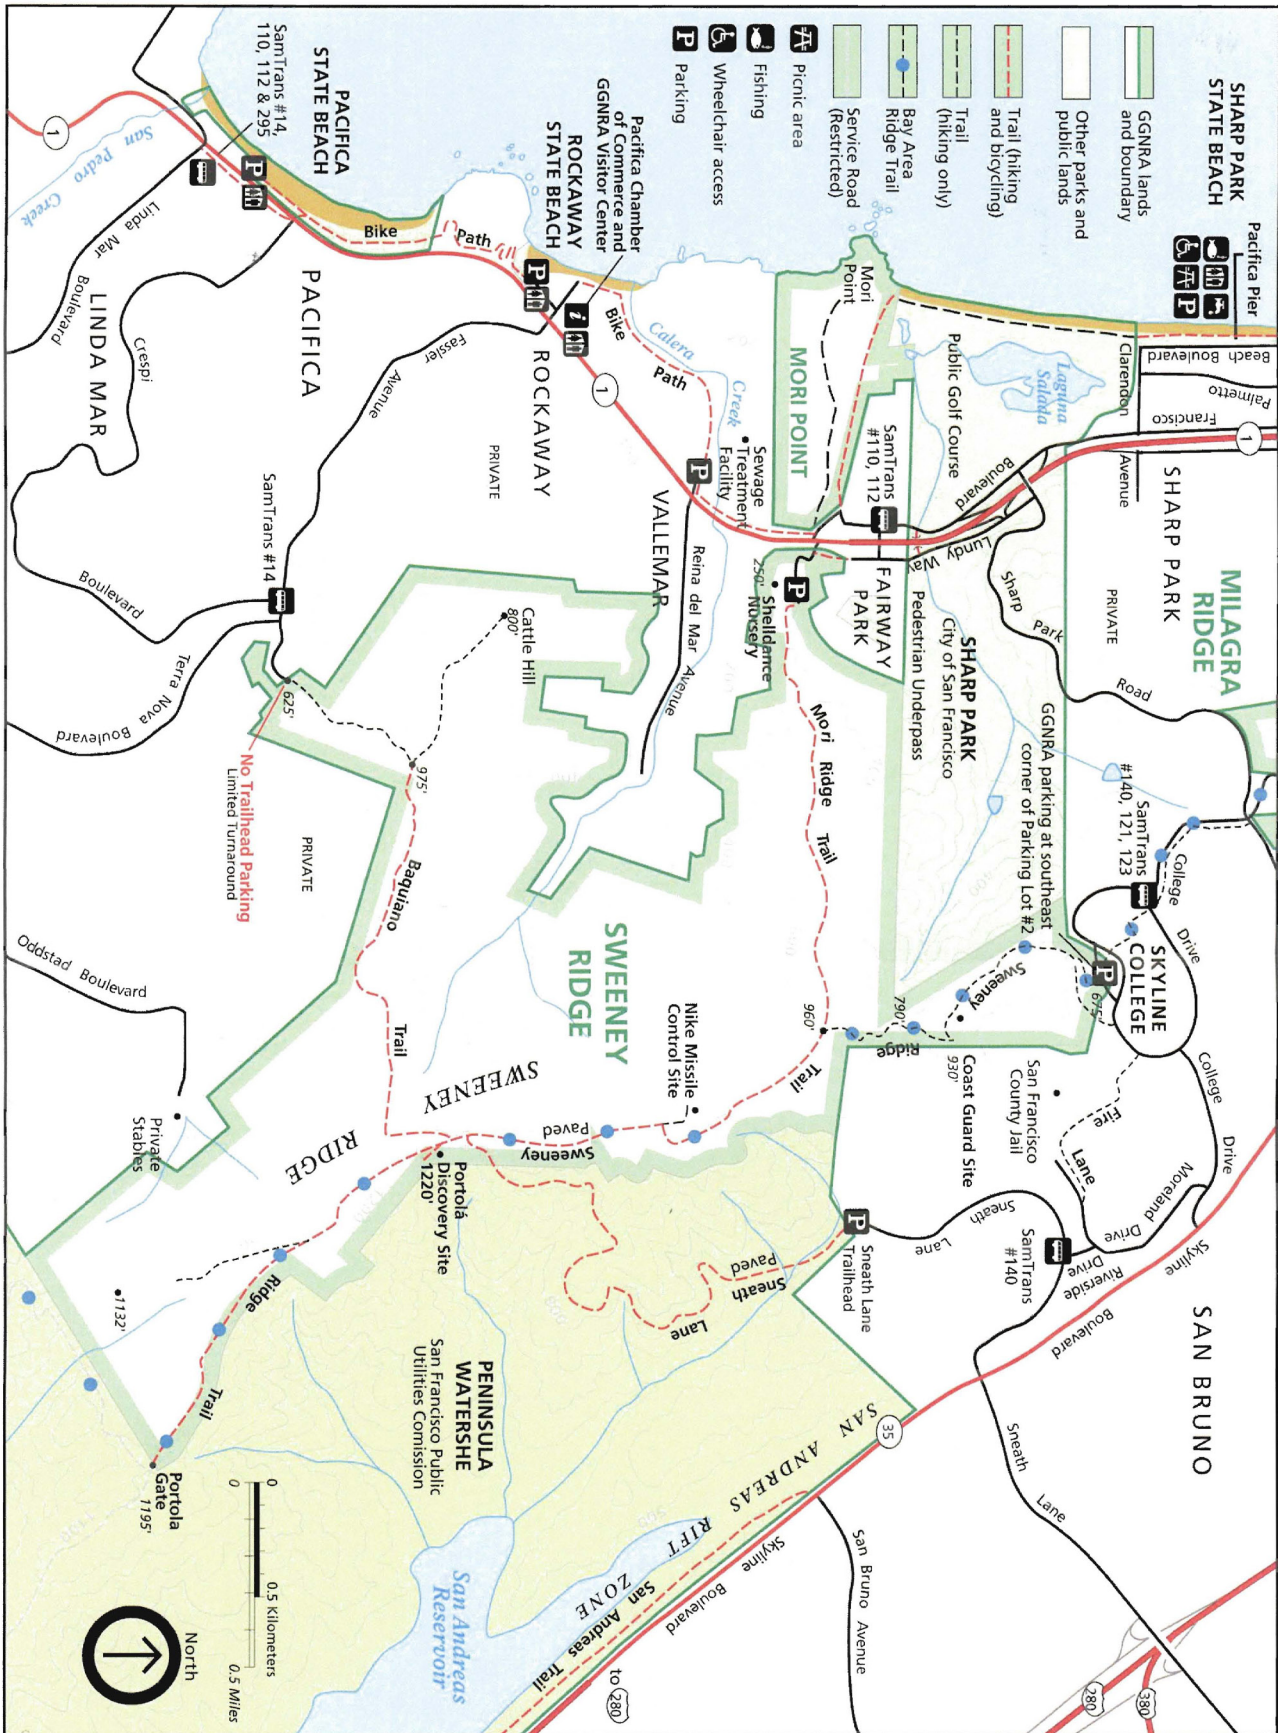 SHARP PARK
STATE BEACH
Pacifica Pier
GGNRA lands
and boundary
Other parks and
public lands
Trail (hiking
and bicycling)
Trail
(hiking only)
Bay Area
Ridge Trail
Service Road
(Restricted)
Picnic area
Fishing
Wheelchair access
P
Parking
Pacifica Chamber
of Commerce and
GGNRA Visitor Center
ROCKAWAY
STATE BEACH
PACIFICA
STATE BEACH
SamTrans #14,
110, 112 & 295
1
San Pedro Creek
Linda Mar
Boulevard
LINDA MAR
Crespi
Boulevard
PACIFICA
Bike
Path
P
P
P
i
ROCKAWAY
Fassler
Avenue
PRIVATE
SamTrans #14
Terra Nova Boulevard
Bike
Path
Calera
Creek
1
Sewage
Treatment
Facility
P
VALLEMAR
Reina del Mar Avenue
Mori
Point
MORI POINT
Public Golf Course
Laguna
Salada
Clarendon
Avenue
Beach Boulevard
Palmetto
Francisco
Boulevard
1
SHARP PARK
SamTrans
#110, 112
Lundy Way
FAIRWAY
PARK
Pedestrian Underpass
SHARP PARK
City of San Francisco
Sharp Park Road
PRIVATE
MILAGRA
RIDGE
GGNRA parking at southeast
corner of Parking Lot #2
SamTrans
#140, 121, 123
College
Drive
SKYLINE
COLLEGE
P
675'
College
Drive
P
Shelldance
Nursery
250'
Mori Ridge Trail
Cattle Hill
800'
625'
975'
No Trailhead Parking
Limited Turnaround
PRIVATE
Baquiano
Trail
Oddstad Boulevard
Private
Stables
SWEENEY
RIDGE
Nike Missile
Control Site
960'
790'
Sweeney
Ridge
Trail
930'
Coast Guard Site
San Francisco
County Jail
Fire
Lane
Moreland
Drive
Riverside
Drive
SamTrans
#140
Sneath
Lane
P
Sneath Lane
Trailhead
Paved
Sneath
Lane
Paved
Sweeney
SWEENEY
RIDGE
Portolá
Discovery Site
1220'
Ridge
Trail
1132'
Portola
Gate
1195'
PENINSULA
WATERSHE
San Francisco Public
Utilities Comission
400
600
Skyline
Boulevard
SAN BRUNO
35
Sneath
Lane
SAN ANDREAS
RIFT
ZONE
San Andreas
Trail
Skyline
Boulevard
San Bruno Avenue
to 280
280
380
San Andreas
Reservoir
0
0.5 Kilometers
0
0.5 Miles
North